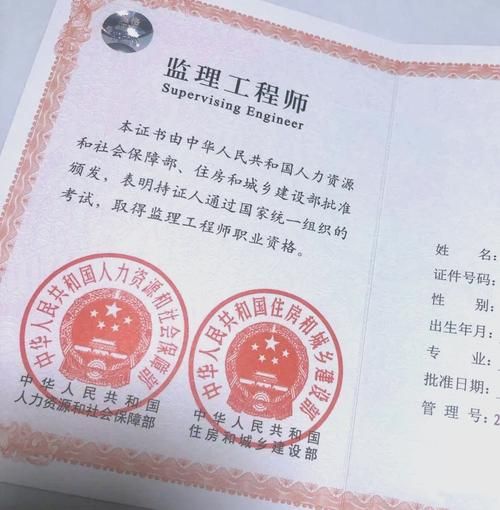 监理工程师
Supervising Engineer
本证书由中华人民共和国人力资源
和社会保障部、住房和城乡建设部批准
颁发，表明持证人通过国家统一组织的
考试，取得监理工程师职业资格。
中华人民共和国人力资源和社会保障部
中华人民共和国住房和城乡建设部
中华人民共和国
人力资源和社会保障部
中华人民共和国
住房和城乡建设部
姓 名：
证件号码：
性 别：
出生年月：
专 业：
批准日期：
管 理 号：2